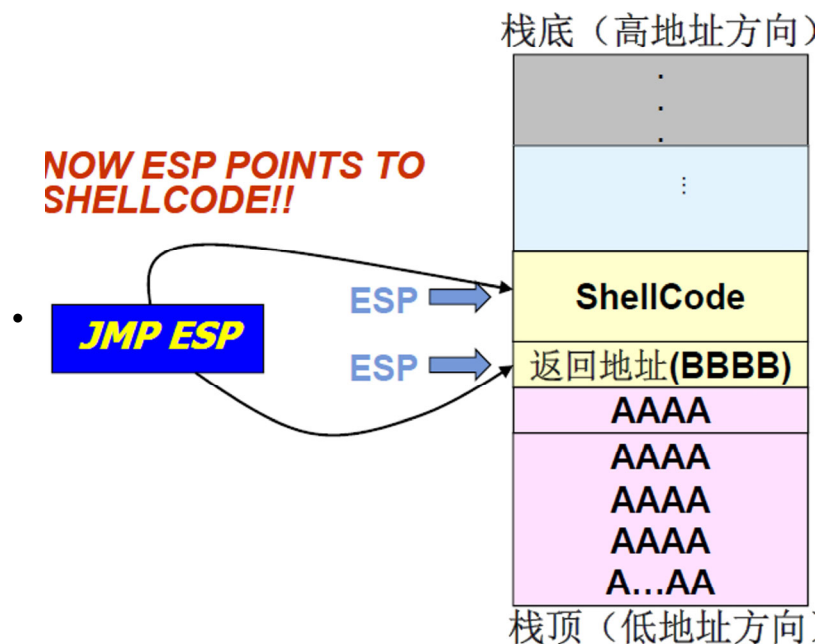 栈底（高地址方向）
.
.
.
⋮
NOW ESP POINTS TO
SHELLCODE!!
ESP
ShellCode
• JMP ESP
ESP
返回地址(BBBB)
AAAA
AAAA
AAAA
AAAA
A...AA
栈顶（低地址方向）